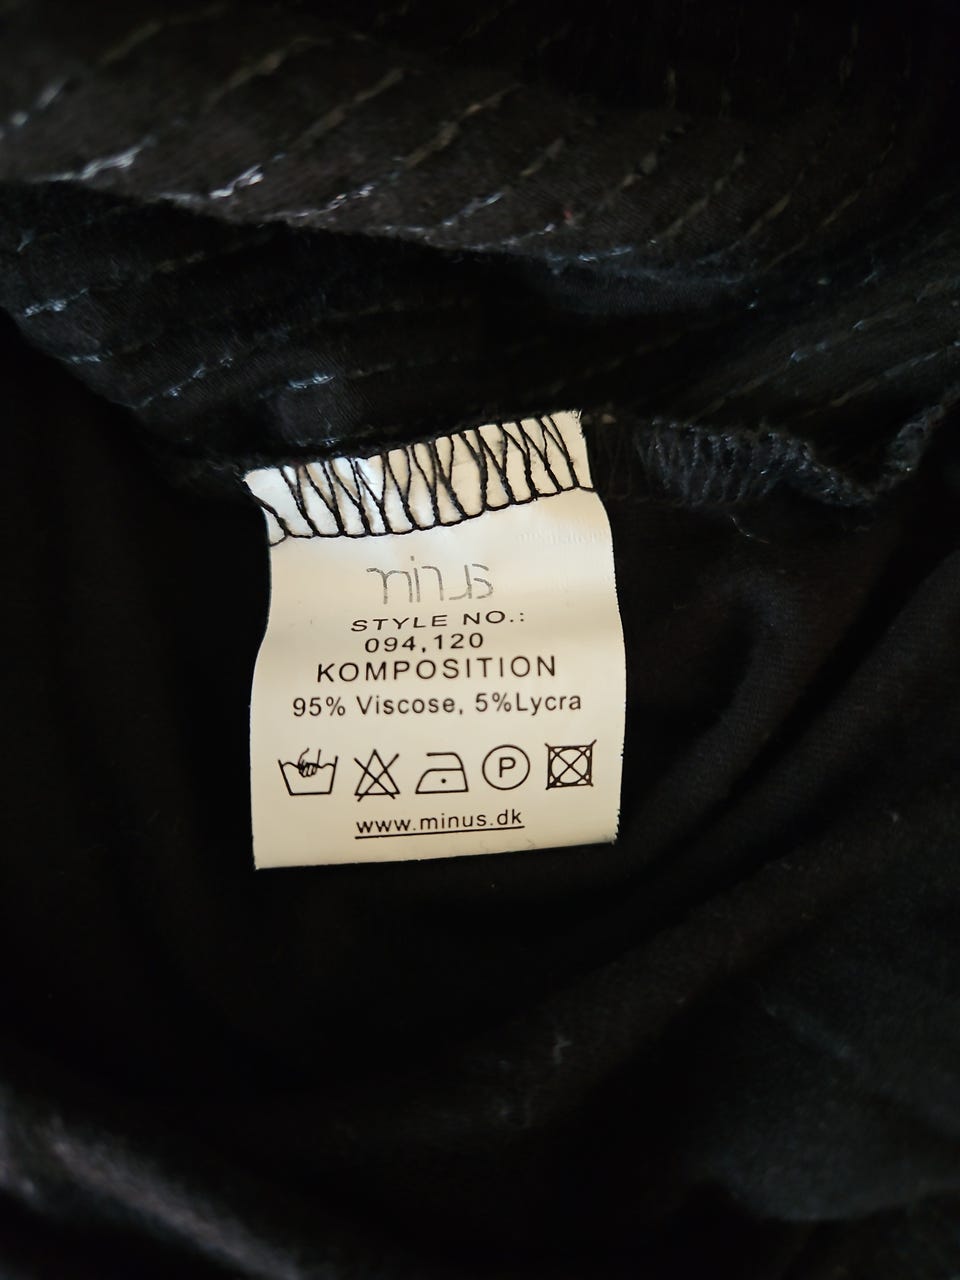 minus
STYLE NO.:
094,120
KOMPOSITION
95% Viscose, 5%Lycra
P
www.minus.dk